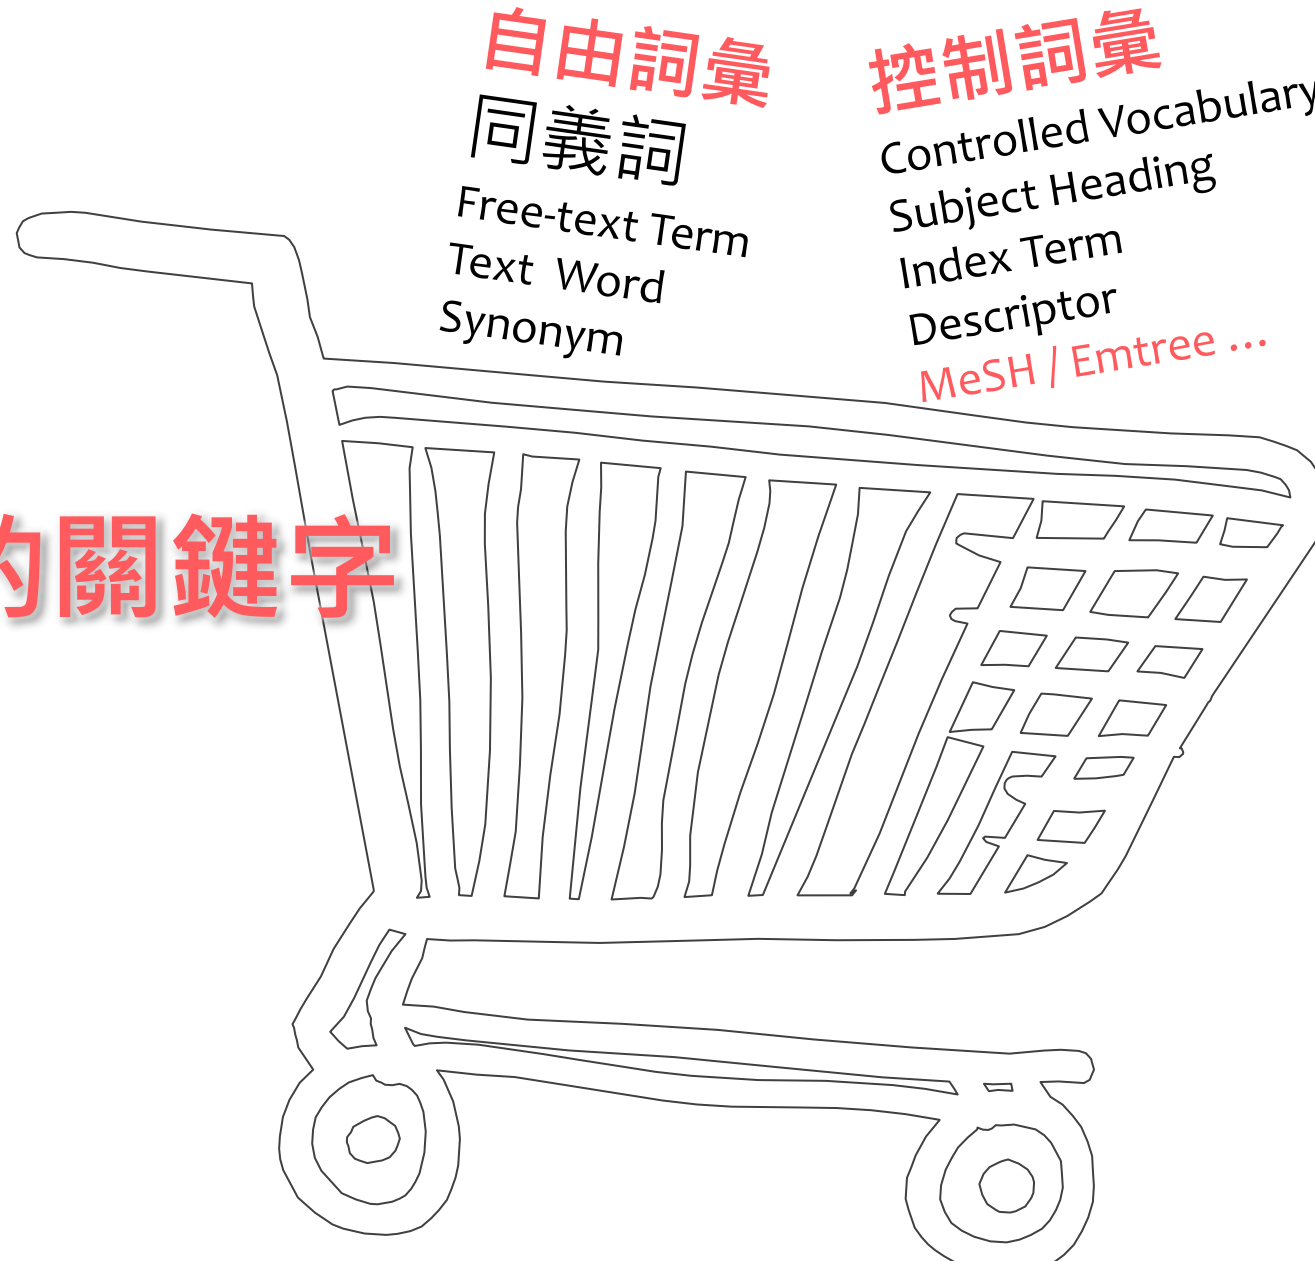 自由詞彙
同義詞
Free-text Term
Text Word
Synonym
控制詞彙
Controlled Vocabulary
Subject Heading
Index Term
Descriptor
MeSH / Emtree ...
的關鍵字